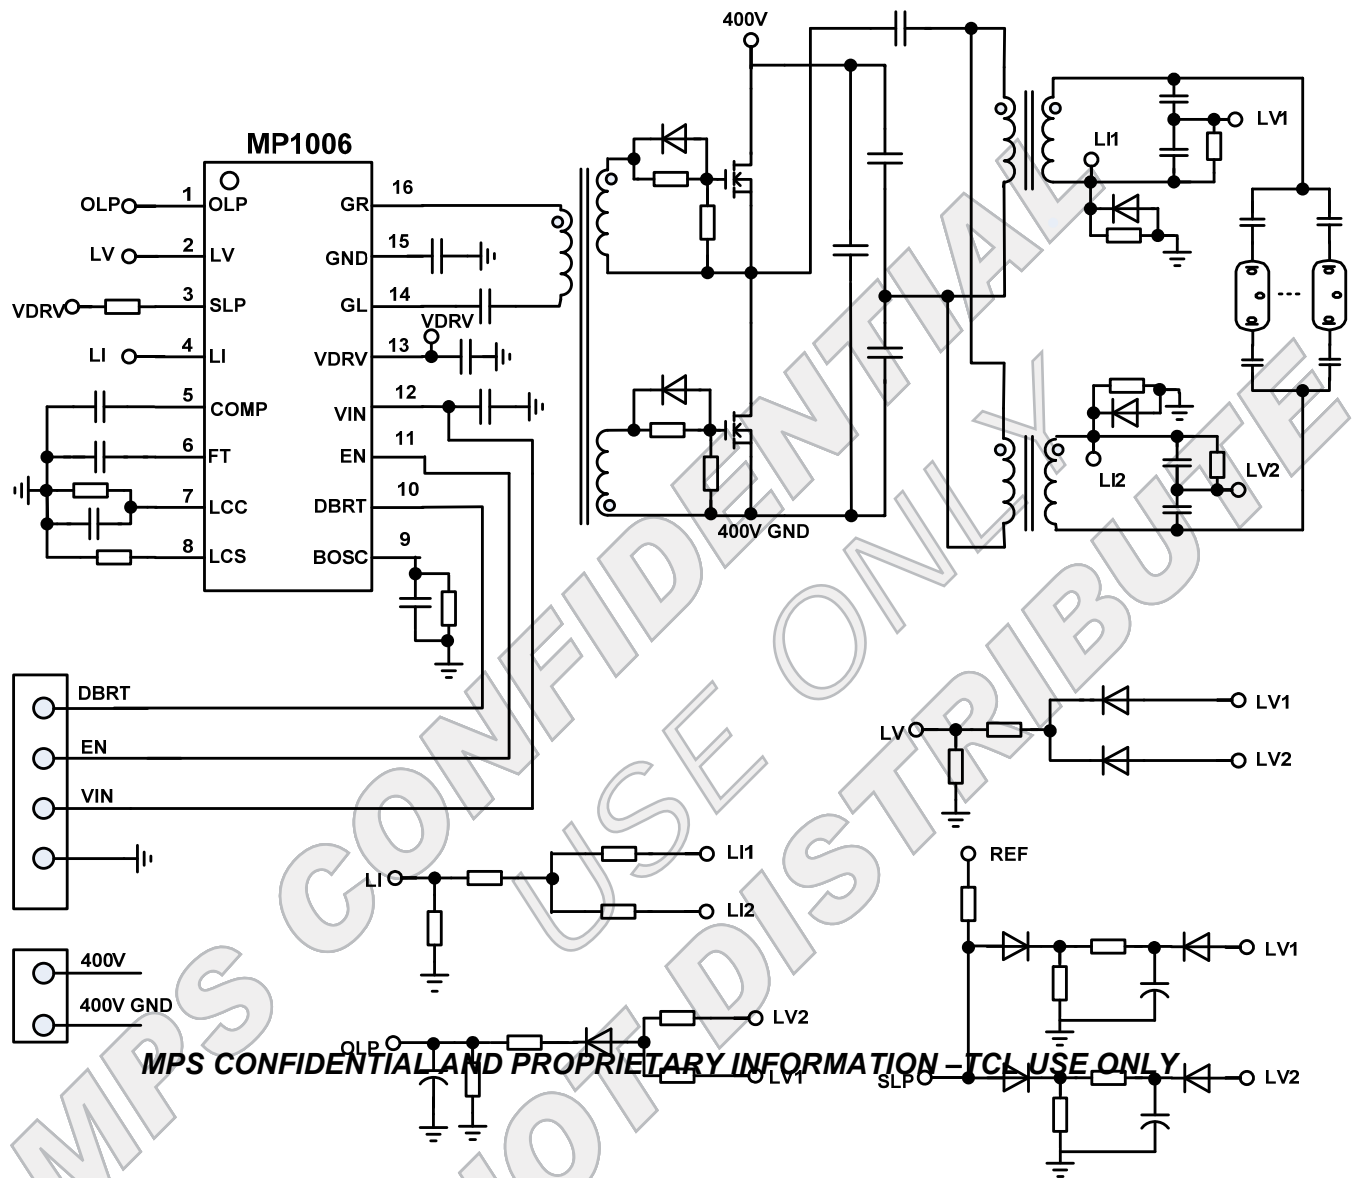 400V
MP1006
OLP 1 OLP
LV 2 LV
VDRV 3 SLP
LI 4 LI
5 COMP
6 FT
7 LCC
8 LCS
GR 16
GND 15
GL 14
VDRV
VDRV 13
VIN 12
EN 11
DBRT 10
BOSC 9
400V GND
LI1
LV1
LI2
LV2
DBRT
EN
VIN
400V
400V GND
LV
LV1
LV2
LI
LI1
LI2
REF
LV1
SLP
LV2
OLP
LV2
LV1
MPS CONFIDENTIAL AND PROPRIETARY INFORMATION – TCL USE ONLY
MPS CONFIDENTIAL
USE ONLY
NOT DISTRIBUTE